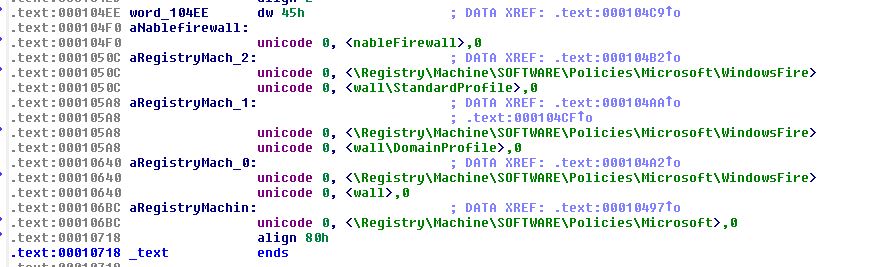 .text:000104EE word_104EE dw 45h ; DATA XREF: .text:000104C9↑o
.text:000104F0 aNablefirewall:
.text:000104F0 unicode 0, <nableFirewall>,0
.text:0001050C aRegistryMach_2: ; DATA XREF: .text:000104B2↑o
.text:0001050C unicode 0, <\Registry\Machine\SOFTWARE\Policies\Microsoft\WindowsFire>
.text:0001050C unicode 0, <wall\StandardProfile>,0
.text:000105A8 aRegistryMach_1: ; DATA XREF: .text:000104AA↑o
.text:000105A8 ; .text:000104CF↑o
.text:000105A8 unicode 0, <\Registry\Machine\SOFTWARE\Policies\Microsoft\WindowsFire>
.text:000105A8 unicode 0, <wall\DomainProfile>,0
.text:00010640 aRegistryMach_0: ; DATA XREF: .text:000104A2↑o
.text:00010640 unicode 0, <\Registry\Machine\SOFTWARE\Policies\Microsoft\WindowsFire>
.text:00010640 unicode 0, <wall>,0
.text:000106BC aRegistryMachin: ; DATA XREF: .text:00010497↑o
.text:000106BC unicode 0, <\Registry\Machine\SOFTWARE\Policies\Microsoft>,0
.text:00010718 align 80h
.text:00010718 _text ends